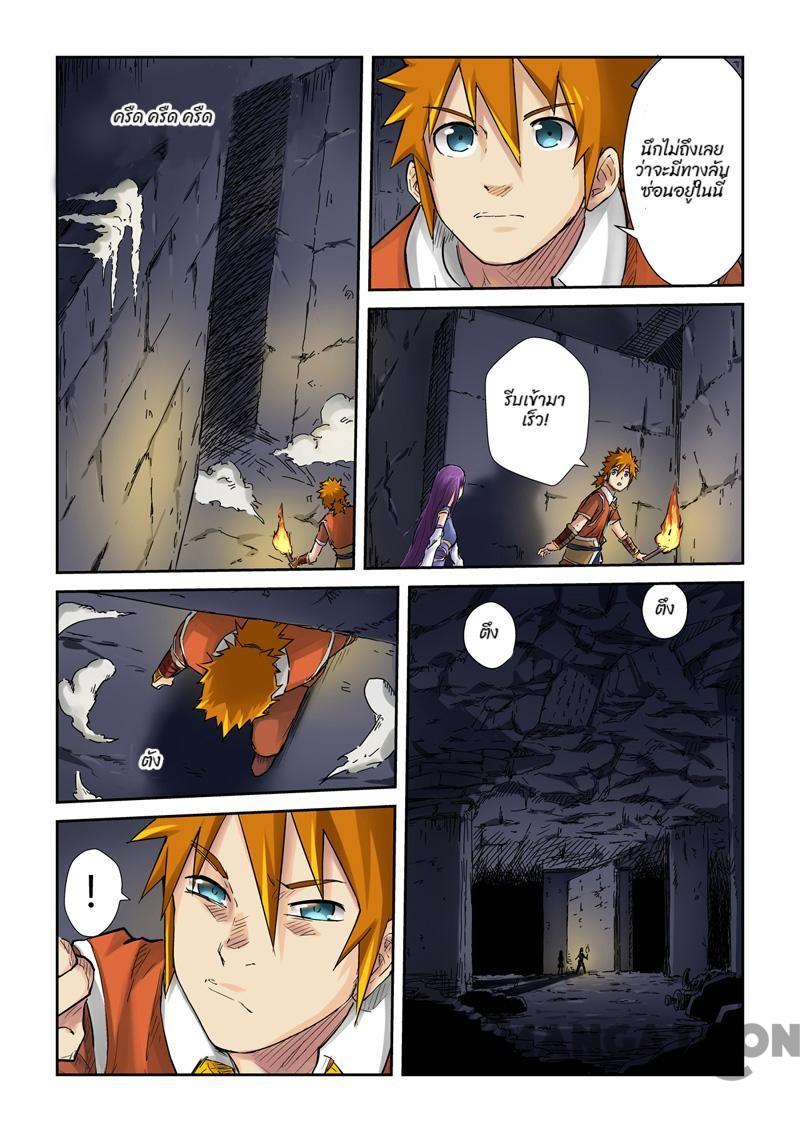 ครืด ครืด ครืด
นึกไม่ถึงเลย
ว่าจะมีทางลับ
ซ่อนอยู่ในนี้
รีบเข้ามา
เร็ว!
ตัง
ตึง
ตึง
!
MANGATOON